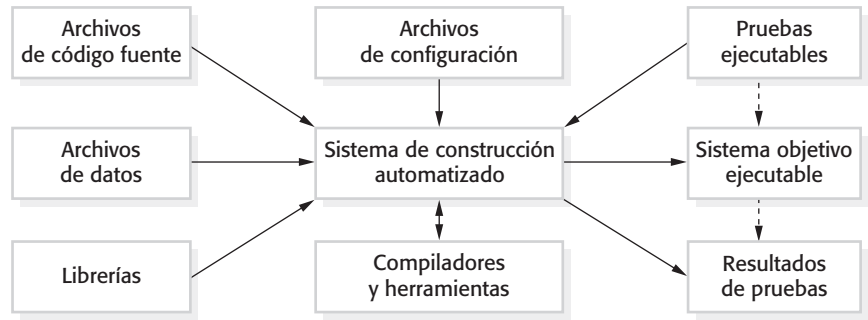 Archivos
de código fuente
Archivos
de configuración
Pruebas
ejecutables
Archivos
de datos
Sistema de construcción
automatizado
Sistema objetivo
ejecutable
Librerías
Compiladores
y herramientas
Resultados
de pruebas